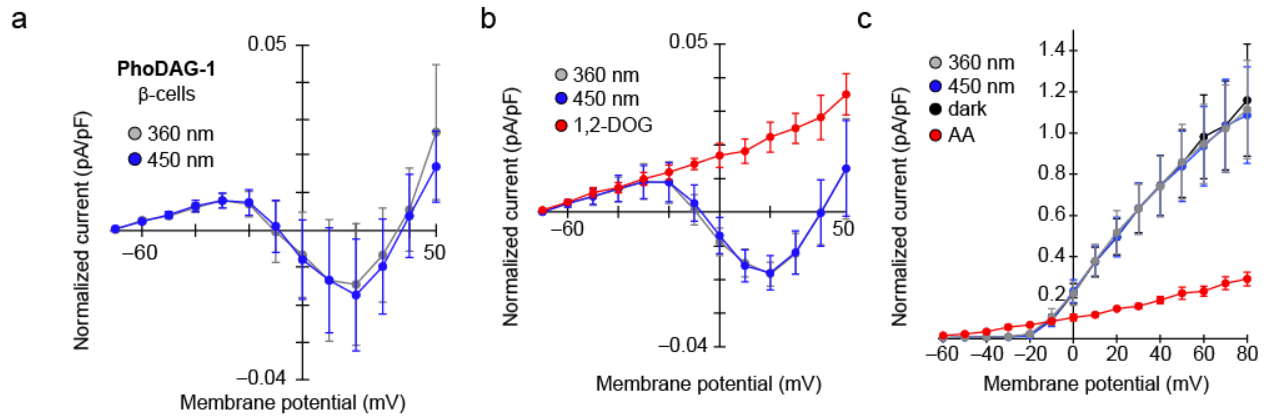 a
0.05
PhoDAG-1
β-cells
360 nm
450 nm
−60
50
−0.04
Normalized current (pA/pF)
Membrane potential (mV)
b
0.05
360 nm
450 nm
1,2-DOG
−60
50
−0.04
Normalized current (pA/pF)
Membrane potential (mV)
c
360 nm
450 nm
dark
AA
1.4
1.2
1.0
0.8
0.6
0.4
0.2
−60 −40 −20 0 20 40 60 80
Normalized current (pA/pF)
Membrane potential (mV)